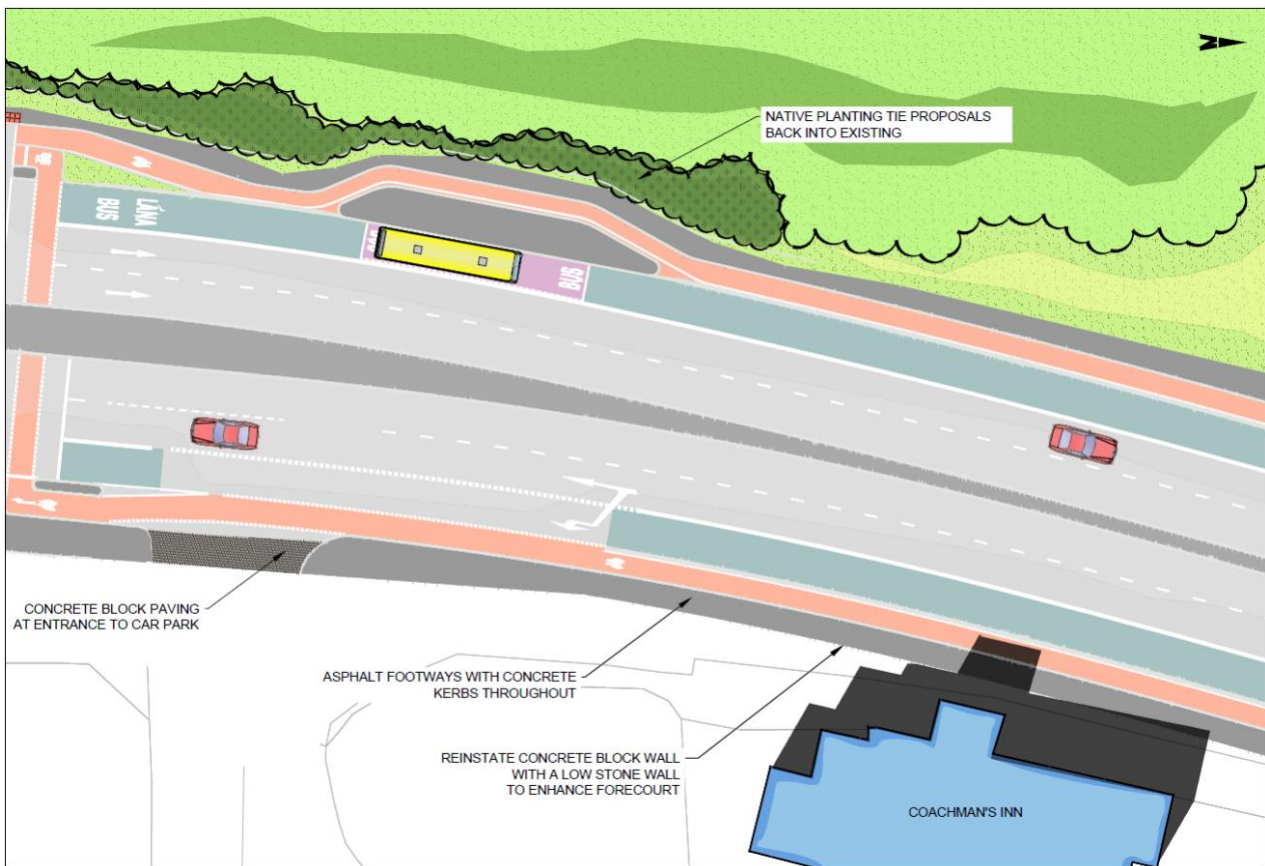 N
NATIVE PLANTING TIE PROPOSALS
BACK INTO EXISTING
LÁNA
BUS
BUS
BUS
CONCRETE BLOCK PAVING
AT ENTRANCE TO CAR PARK
ASPHALT FOOTWAYS WITH CONCRETE
KERBS THROUGHOUT
REINSTATE CONCRETE BLOCK WALL
WITH A LOW STONE WALL
TO ENHANCE FORECOURT
COACHMAN'S INN